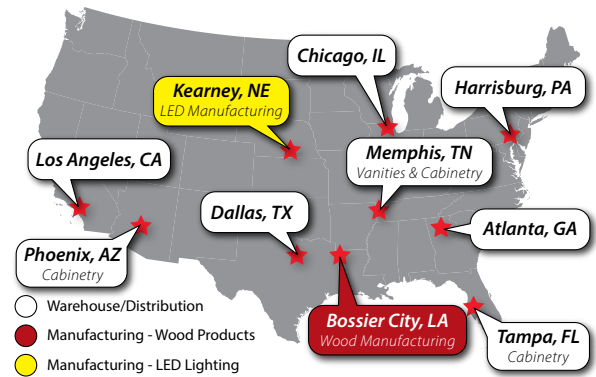 Chicago, IL
Kearney, NE
LED Manufacturing
Harrisburg, PA
Los Angeles, CA
Memphis, TN
Vanities & Cabinetry
Dallas, TX
Atlanta, GA
Phoenix, AZ
Cabinetry
Warehouse/Distribution
Manufacturing - Wood Products
Manufacturing - LED Lighting
Bossier City, LA
Wood Manufacturing
Tampa, FL
Cabinetry